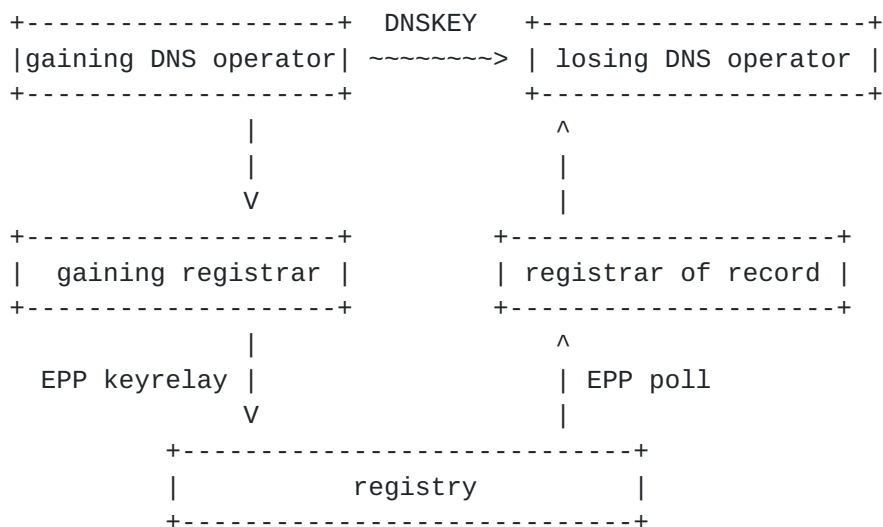 DNSKEY
gaining DNS operator ~~~~~~~~> losing DNS operator
gaining registrar registrar of record
EPP keyrelay EPP poll
registry